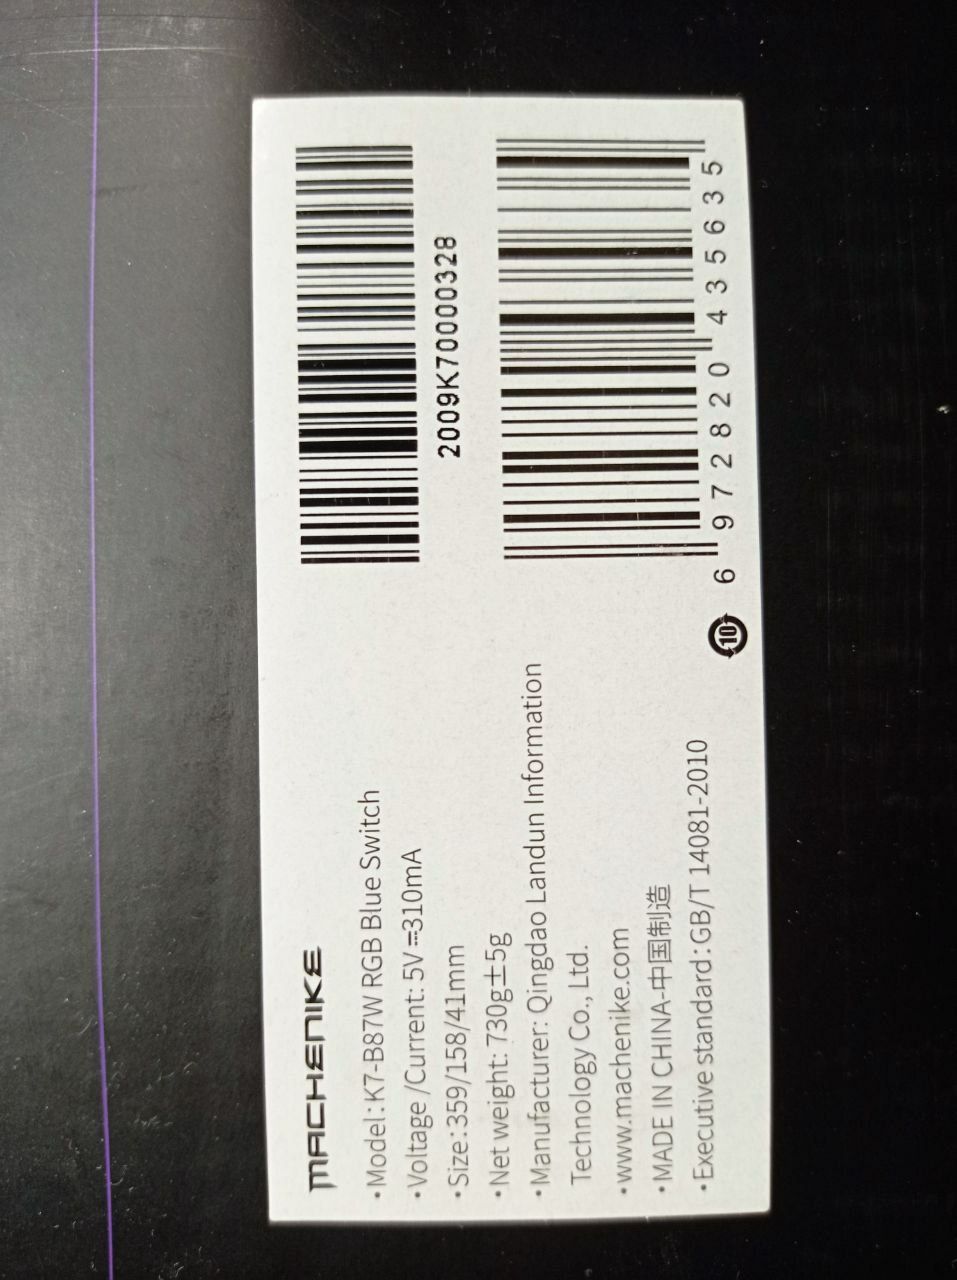 MACHENIKE
•Model:K7-B87W RGB Blue Switch
•Voltage /Current: 5V⎓310mA
•Size:359/158/41mm
•Net weight: 730g±5g
•Manufacturer: Qingdao Landun Information
Technology Co., Ltd.
•www.machenike.com
•MADE IN CHINA-中国制造
•Executive standard:GB/T 14081-2010
10
2009K70000328
6 972820 435635